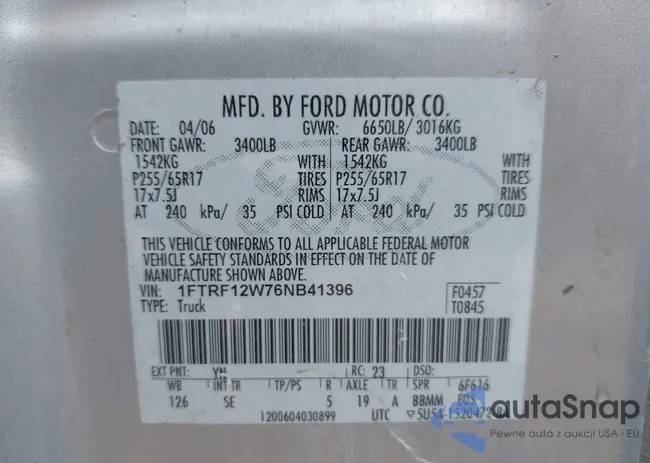 MFD. BY FORD MOTOR CO.
DATE: 04/06 GVWR: 6650LB/ 3016KG
FRONT GAWR: 3400LB REAR GAWR: 3400LB
1542KG WITH 1542KG WITH
P255/65R17 TIRES P255/65R17 TIRES
17x7.5J RIMS 17x7.5J RIMS
AT 240 kPa/ 35 PSI COLD AT 240 kPa/ 35 PSI COLD
THIS VEHICLE CONFORMS TO ALL APPLICABLE FEDERAL MOTOR
VEHICLE SAFETY STANDARDS IN EFFECT ON THE DATE OF
MANUFACTURE SHOWN ABOVE.
VIN: 1FTRF12W76NB41396 F0457
TYPE: Truck T0845
EXT PNT: YN RC: 23 DSO:
WB INT TR TP/PS R AXLE TR SPR 6F616
126 SE 5 19 A BBMM F05
1200604030899 UTC
autaSnap
Pewne auta z aukcji USA i EU